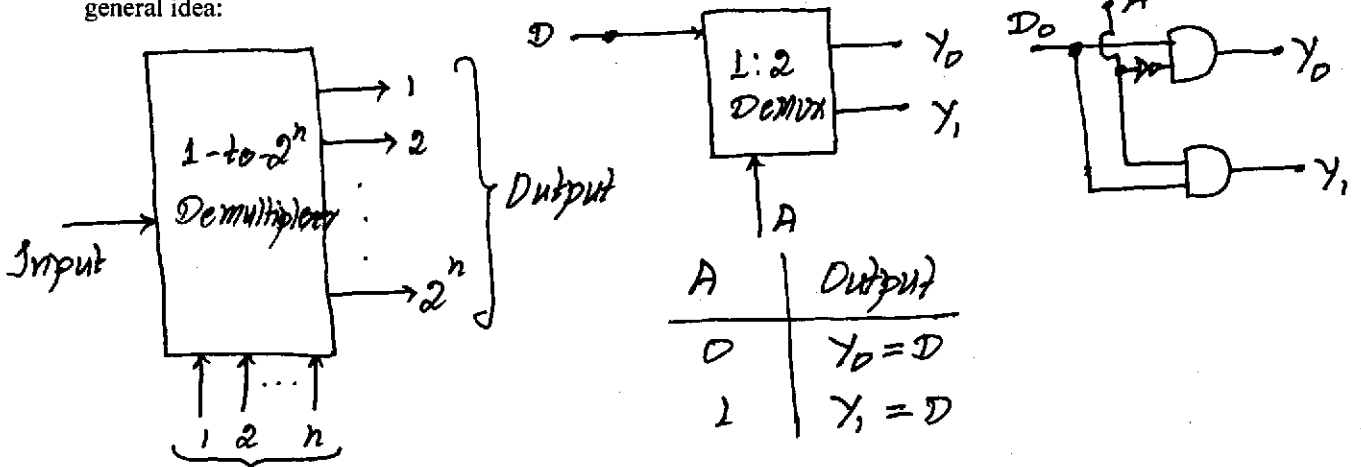 general idea:
1-to-2^n
Demultiplexer
Input
1
2
2^n
Output
1 2 ... n
D
1:2
Demux
Y0
Y1
A
A | Output
0 | Y0 = D
1 | Y1 = D
D0
A
Y0
Y1